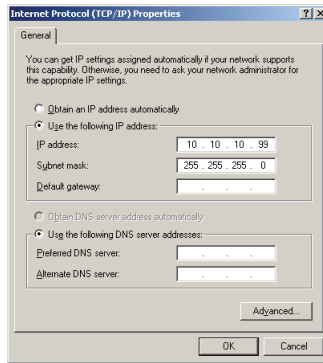 Internet Protocol (TCP/IP) Properties
General
You can get IP settings assigned automatically if your network supports
this capability. Otherwise, you need to ask your network administrator for
the appropriate IP settings.
Obtain an IP address automatically
Use the following IP address:
IP address: 10 . 10 . 10 . 99
Subnet mask: 255 . 255 . 255 . 0
Default gateway: . . .
Obtain DNS server address automatically
Use the following DNS server addresses:
Preferred DNS server: . . .
Alternate DNS server: . . .
Advanced...
OK Cancel